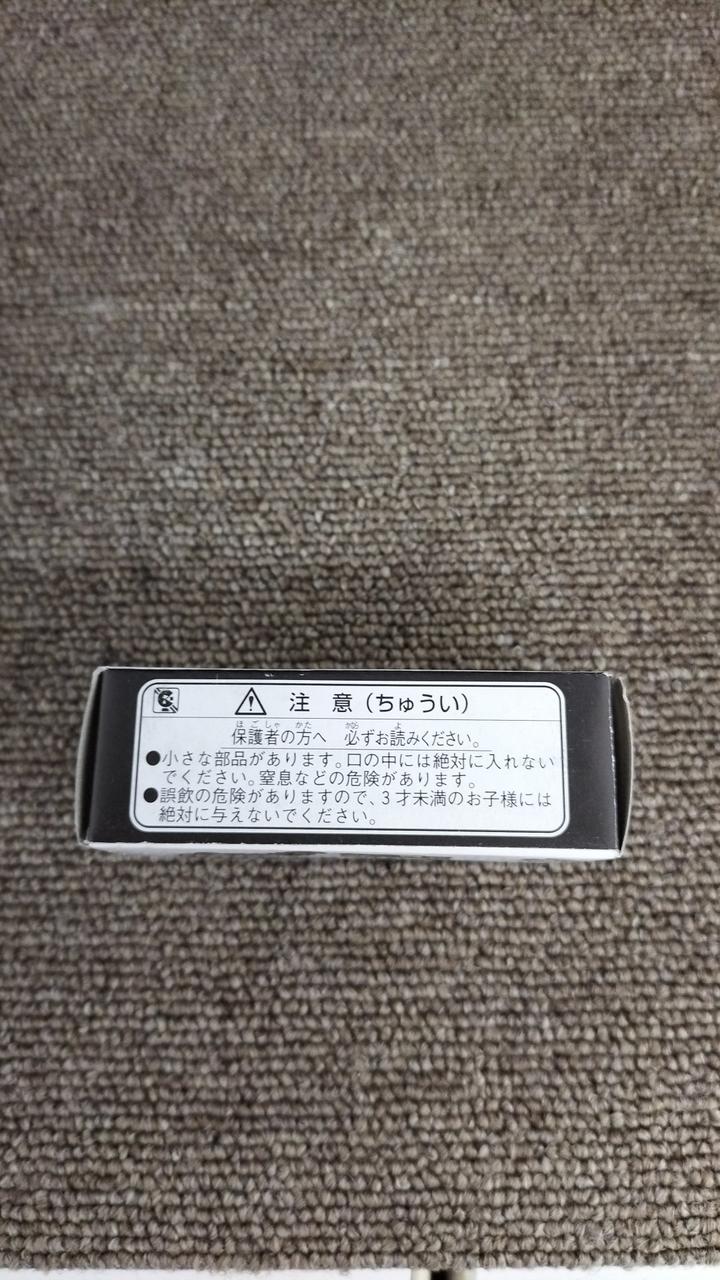 注 意 (ちゅうい)
保護者の方へ 必ずお読みください。
●小さな部品があります。口の中には絶対に入れない
でください。窒息などの危険があります。
●誤飲の危険がありますので、3才未満のお子様には
絶対に与えないでください。